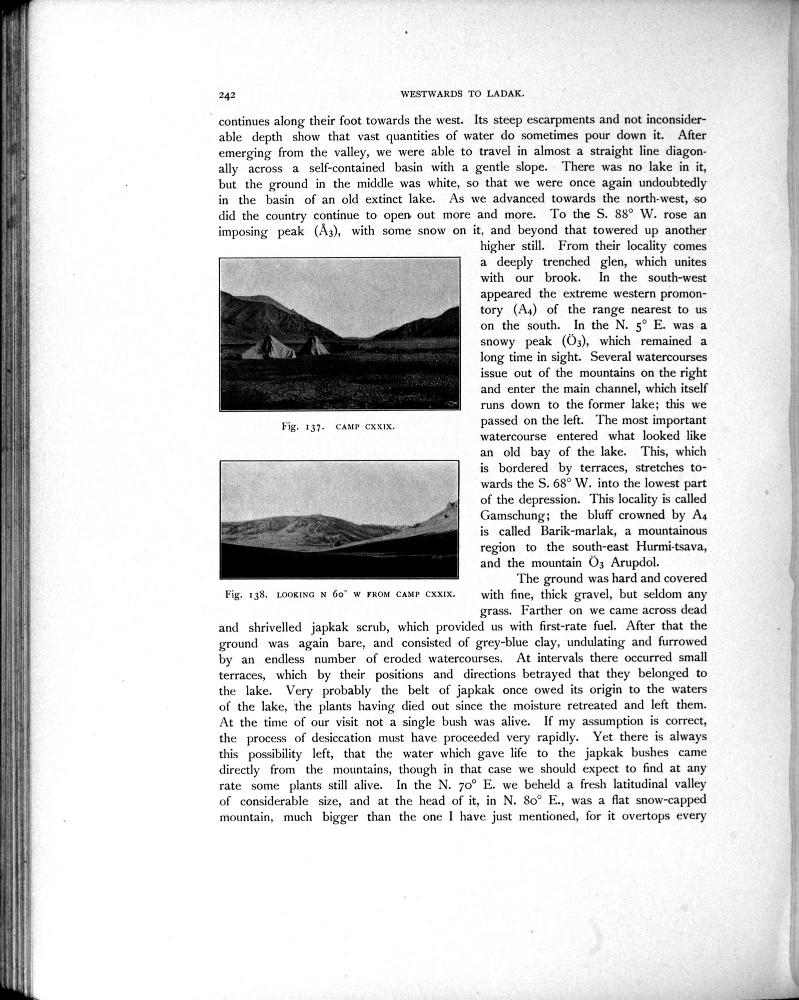 242
WESTWARDS TO LADAK.
continues along their foot towards the west. Its steep escarpments and not inconsider-
able depth show that vast quantities of water do sometimes pour down it. After
emerging from the valley, we were able to travel in almost a straight line diagon-
ally across a self-contained basin with a gentle slope. There was no lake in it,
but the ground in the middle was white, so that we were once again undoubtedly
in the basin of an old extinct lake. As we advanced towards the north-west, so
did the country continue to open out more and more. To the S. 88° W. rose an
imposing peak (Å3), with some snow on it, and beyond that towered up another
higher still. From their locality comes
a deeply trenched glen, which unites
with our brook. In the south-west
appeared the extreme western promon-
tory (A4) of the range nearest to us
on the south. In the N. 5° E. was a
snowy peak (Ö3), which remained a
long time in sight. Several watercourses
issue out of the mountains on the right
and enter the main channel, which itself
runs down to the former lake; this we
passed on the left. The most important
watercourse entered what looked like
an old bay of the lake. This, which
is bordered by terraces, stretches to-
wards the S. 68° W. into the lowest part
of the depression. This locality is called
Gamschung; the bluff crowned by A4
is called Barik-marlak, a mountainous
region to the south-east Hurmi-tsava,
and the mountain Ö3 Arupdol.
Fig. 137. CAMP CXXIX.
Fig. 138. LOOKING N 60° W FROM CAMP CXXIX.
The ground was hard and covered
with fine, thick gravel, but seldom any
grass. Farther on we came across dead
and shrivelled japkak scrub, which provided us with first-rate fuel. After that the
ground was again bare, and consisted of grey-blue clay, undulating and furrowed
by an endless number of eroded watercourses. At intervals there occurred small
terraces, which by their positions and directions betrayed that they belonged to
the lake. Very probably the belt of japkak once owed its origin to the waters
of the lake, the plants having died out since the moisture retreated and left them.
At the time of our visit not a single bush was alive. If my assumption is correct,
the process of desiccation must have proceeded very rapidly. Yet there is always
this possibility left, that the water which gave life to the japkak bushes came
directly from the mountains, though in that case we should expect to find at any
rate some plants still alive. In the N. 70° E. we beheld a fresh latitudinal valley
of considerable size, and at the head of it, in N. 80° E., was a flat snow-capped
mountain, much bigger than the one I have just mentioned, for it overtops every